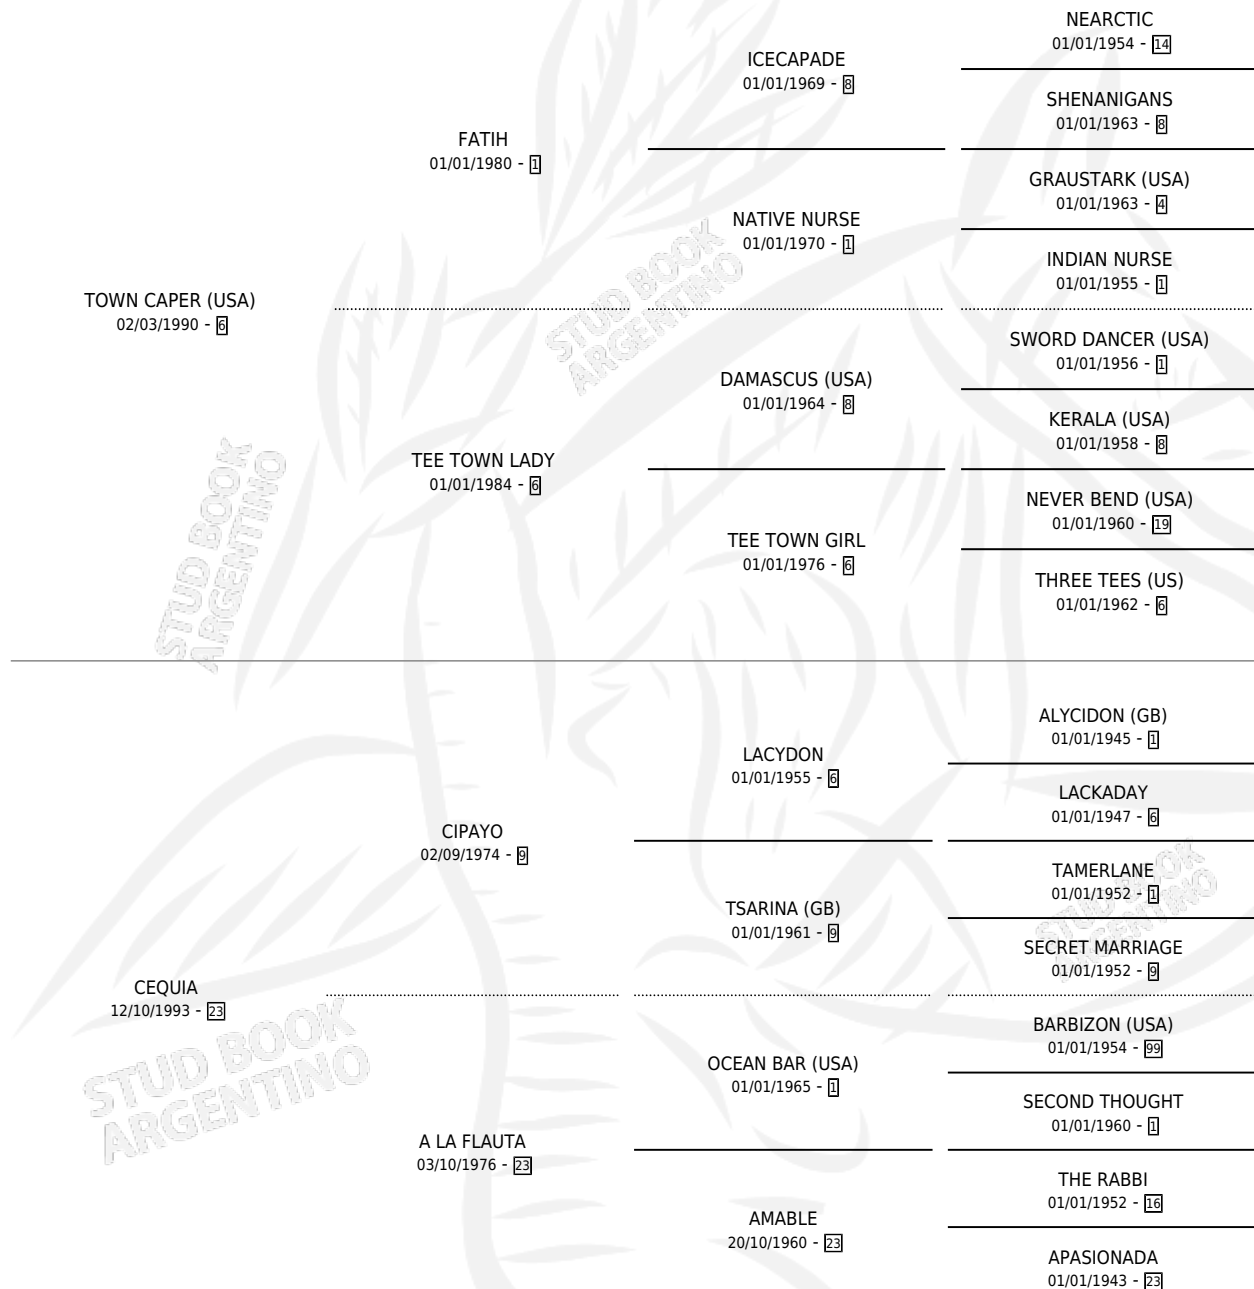 NEARCTIC
01/01/1954 - 14
ICECAPADE
01/01/1969 - 8
SHENANIGANS
01/01/1963 - 8
FATIH
01/01/1980 - 1
GRAUSTARK (USA)
01/01/1963 - 4
NATIVE NURSE
01/01/1970 - 1
INDIAN NURSE
01/01/1955 - 1
TOWN CAPER (USA)
02/03/1990 - 6
SWORD DANCER (USA)
01/01/1956 - 1
DAMASCUS (USA)
01/01/1964 - 8
KERALA (USA)
01/01/1958 - 8
TEE TOWN LADY
01/01/1984 - 6
NEVER BEND (USA)
01/01/1960 - 19
TEE TOWN GIRL
01/01/1976 - 6
THREE TEES (US)
01/01/1962 - 6
ALYCIDON (GB)
01/01/1945 - 1
LACYDON
01/01/1955 - 6
LACKADAY
01/01/1947 - 6
CIPAYO
02/09/1974 - 9
TAMERLANE
01/01/1952 - 1
TSARINA (GB)
01/01/1961 - 9
SECRET MARRIAGE
01/01/1952 - 9
CEQUIA
12/10/1993 - 23
BARBIZON (USA)
01/01/1954 - 99
OCEAN BAR (USA)
01/01/1965 - 1
SECOND THOUGHT
01/01/1960 - 1
A LA FLAUTA
03/10/1976 - 23
THE RABBI
01/01/1952 - 16
AMABLE
20/10/1960 - 23
APASIONADA
01/01/1943 - 23
STUD BOOK
ARGENTINO
STUD BOOK
ARGENTINO
STUD BOOK
ARGENTINO
STUD BOOK
ARGENTINO